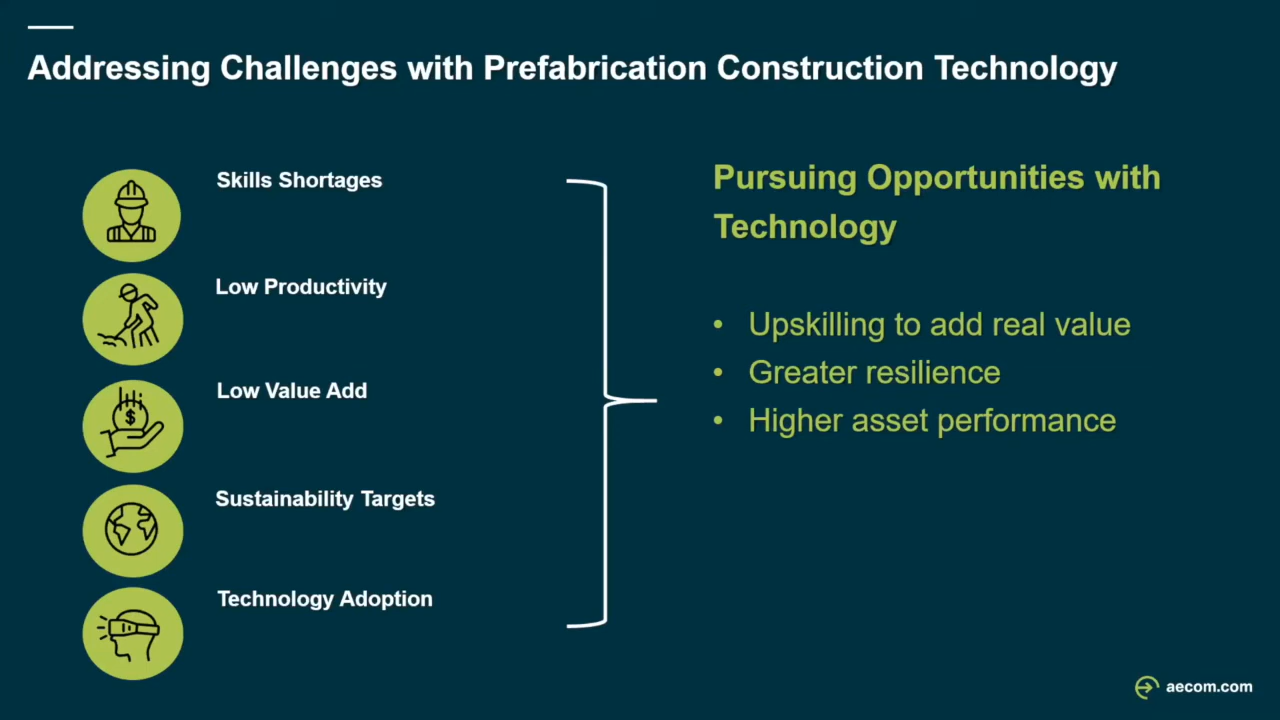 Addressing Challenges with Prefabrication Construction Technology
Skills Shortages
Low Productivity
$
Low Value Add
Sustainability Targets
Technology Adoption
Pursuing Opportunities with
Technology
• Upskilling to add real value
• Greater resilience
• Higher asset performance
aecom.com